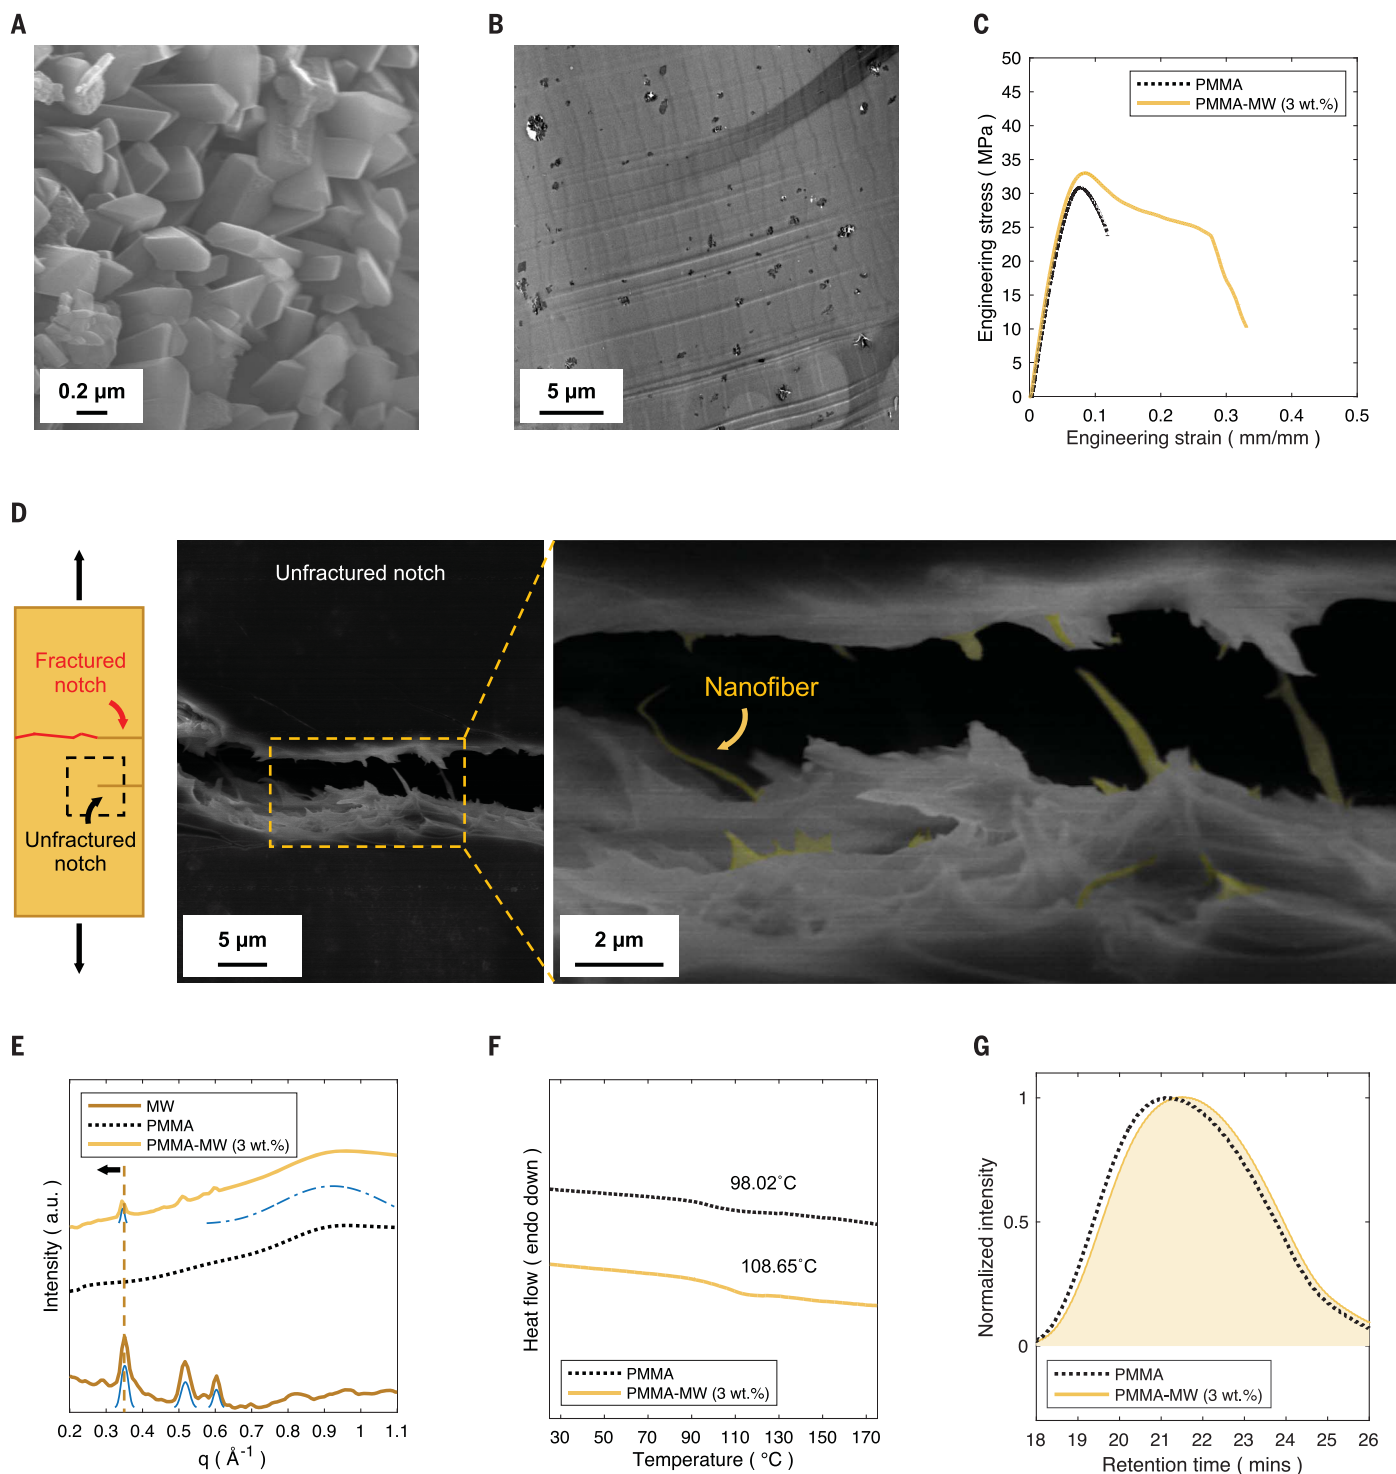 A
B
C
0.2 µm
5 µm
50
45
40
35
30
25
20
15
10
5
0
Engineering stress ( MPa )
PMMA
PMMA-MW (3 wt.%)
0
0.1
0.2
0.3
0.4
0.5
Engineering strain ( mm/mm )
D
Fractured
notch
Unfractured
notch
Unfractured notch
5 µm
Nanofiber
2 µm
E
F
G
MW
PMMA
PMMA-MW (3 wt.%)
Intensity ( a.u. )
0.2 0.3 0.4 0.5 0.6 0.7 0.8 0.9 1 1.1
q ( Å⁻¹ )
98.02°C
108.65°C
Heat flow ( endo down )
PMMA
PMMA-MW (3 wt.%)
30 50 70 90 110 130 150 170
Temperature ( °C )
1
0.5
0
Normalized intensity
PMMA
PMMA-MW (3 wt.%)
18 19 20 21 22 23 24 25 26
Retention time ( mins )